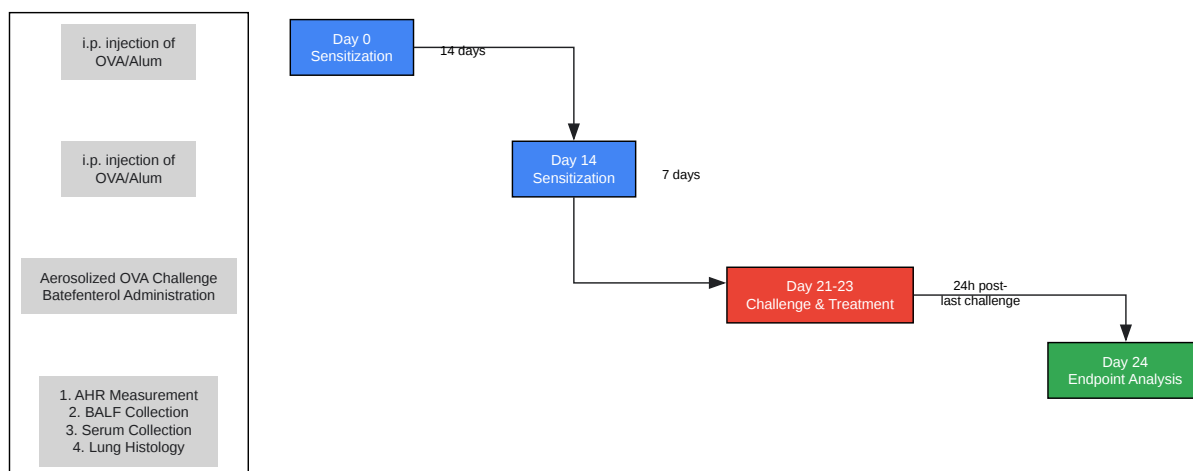 i.p. injection of
OVA/Alum
Day 0
Sensitization
14 days
i.p. injection of
OVA/Alum
Day 14
Sensitization
7 days
Aerosolized OVA Challenge
Batefenterol Administration
Day 21-23
Challenge & Treatment
24h post-
last challenge
Day 24
Endpoint Analysis
1. AHR Measurement
2. BALF Collection
3. Serum Collection
4. Lung Histology